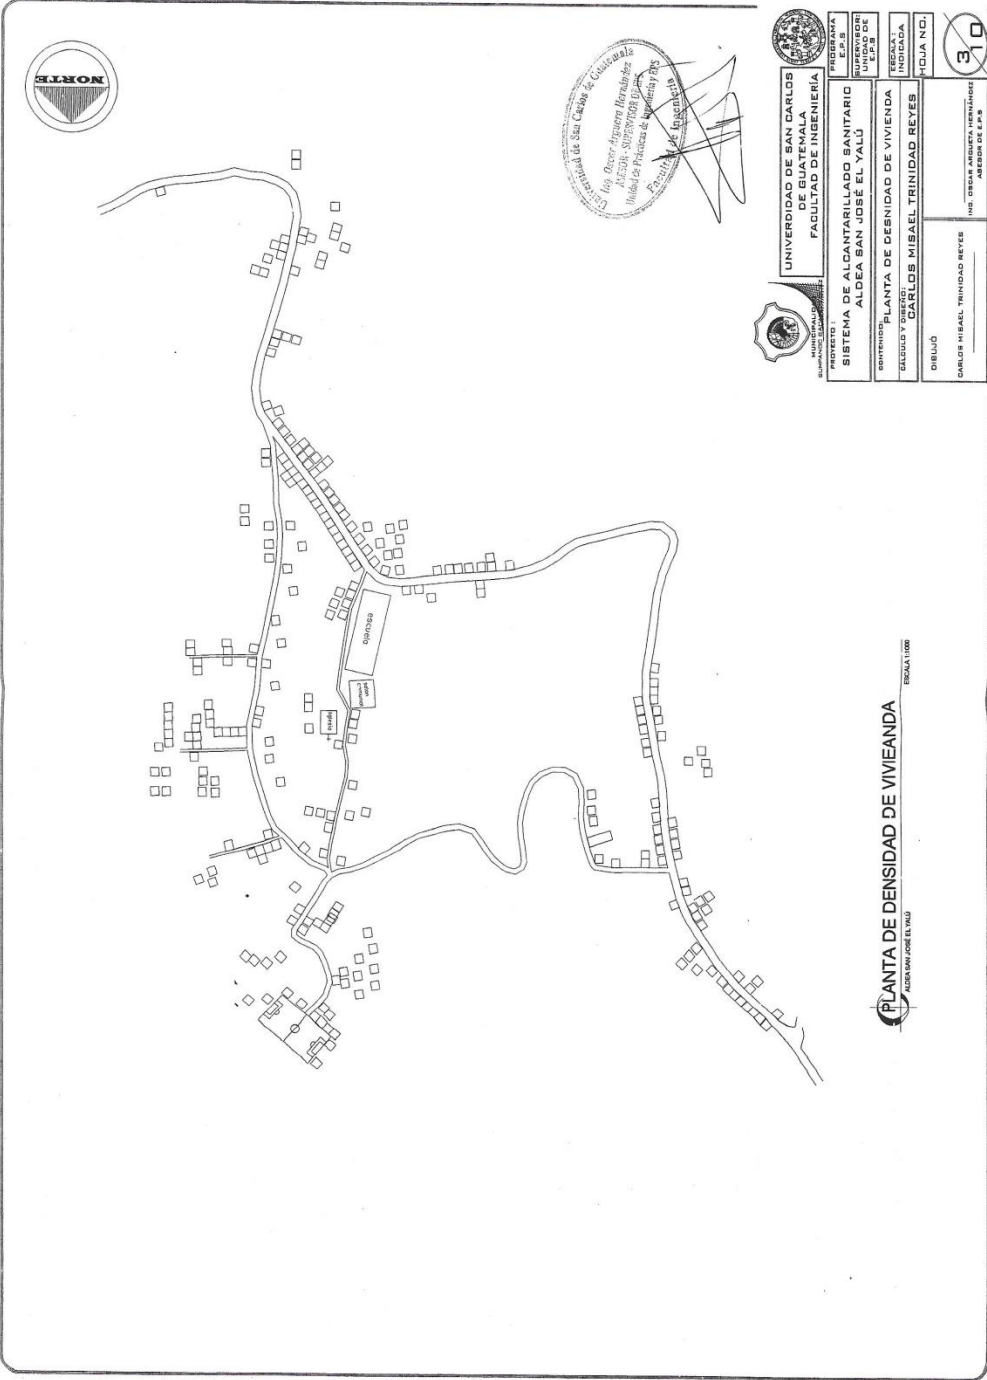 NORTE
Universidad de San Carlos de Guatemala
Ing. Oscar Argueta Hernández
ASESOR - SUPERVISOR DE EPS
Unidad de Prácticas de Ingeniería y EPS
Facultad de Ingeniería
escuela
salon comunal
iglesia
PLANTA DE DENSIDAD DE VIVIEANDA
ALDEA SAN JOSÉ EL YALÚ
ESCALA 1:1000
MUNICIPALIDAD
UNIVERDIDAD DE SAN CARLOS
DE GUATEMALA
FACULTAD DE INGENIERÍA
PROGRAMA
E.P.S
SUPERVISOR:
UNIDAD DE
E.P.S
PROYECTO :
SISTEMA DE ALCANTARILLADO SANITARIO
ALDEA SAN JOSÉ EL YALÚ
ESCALA :
INDICADA
CONTENIDO:
PLANTA DE DESNIDAD DE VIVIENDA
CÁLCULO Y DISEÑO:
CARLOS MISAEL TRINIDAD REYES
HOJA NO.
3/10
DIBUJÓ
CARLOS MISAEL TRINIDAD REYES
ING. OSCAR ARGUETA HERNÁNDEZ
ASESOR DE E.P.S